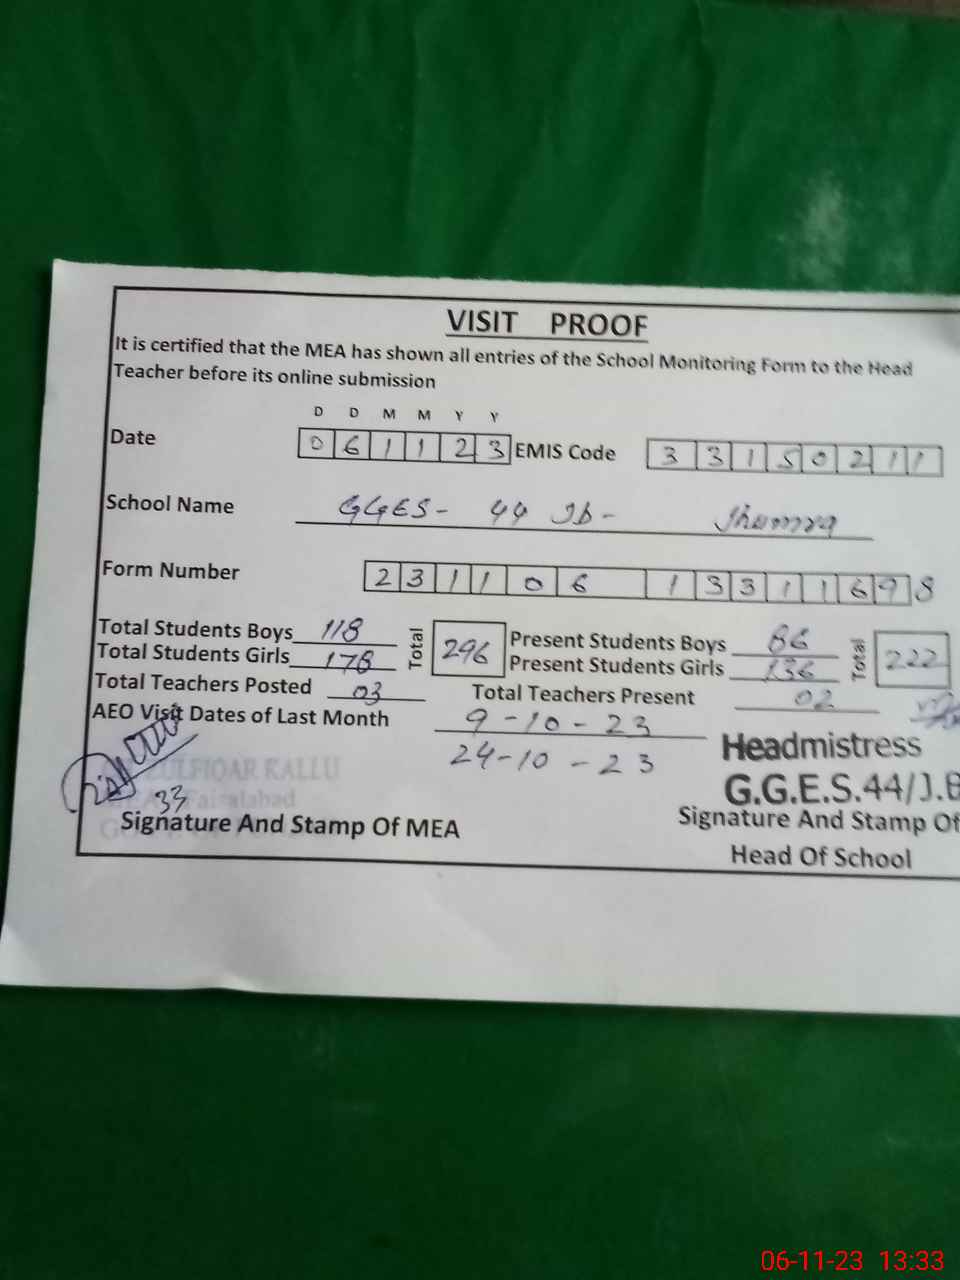 VISIT PROOF
It is certified that the MEA has shown all entries of the School Monitoring Form to the Head
Teacher before its online submission
D D M M Y Y
Date 0 6 1 1 2 3 EMIS Code 3 3 1 5 0 2 1 1
School Name GGES - 44 Jb - Jhumra
Form Number 2 3 1 1 0 6 1 3 3 1 1 6 9 8
Total Students Boys 118 Total 296 Present Students Boys 86 Total 222
Total Students Girls 178 Present Students Girls 136
Total Teachers Posted 03 Total Teachers Present 02
AEO Visit Dates of Last Month 9-10-23
24-10-23
Headmistress
ZULFIQAR KALLU
G.G.E.S.44/J.B
33 Faisalabad
Signature And Stamp Of MEA
Signature And Stamp Of
Head Of School
06-11-23 13:33